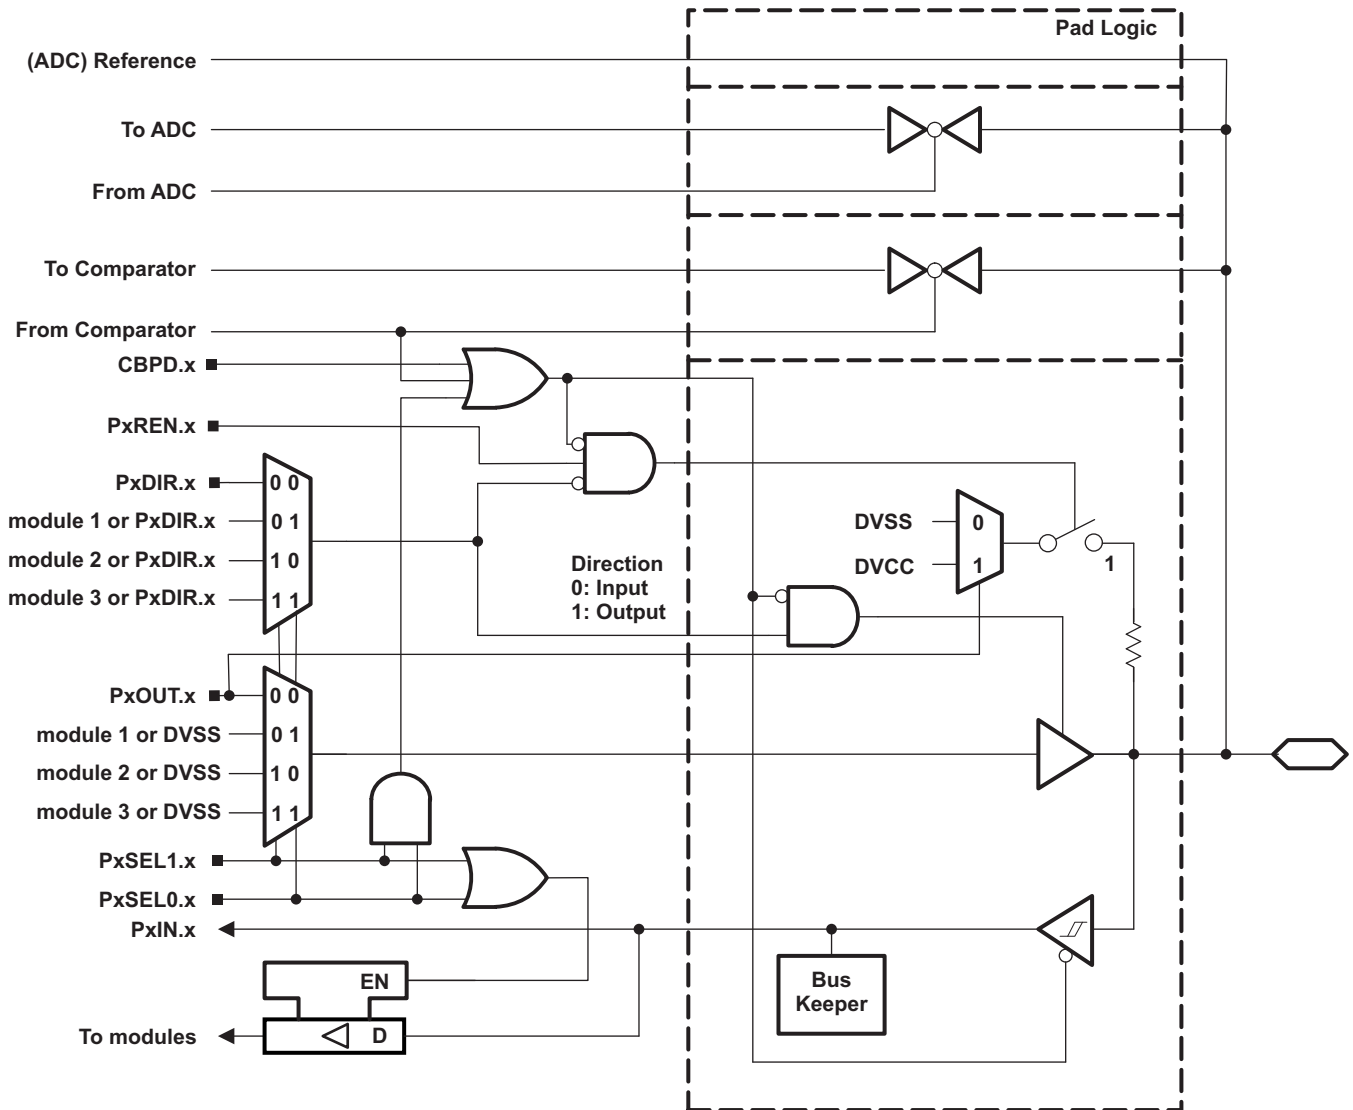 Pad Logic
(ADC) Reference
To ADC
From ADC
To Comparator
From Comparator
CBPD.x
PxREN.x
PxDIR.x
0 0
module 1 or PxDIR.x
0 1
module 2 or PxDIR.x
1 0
module 3 or PxDIR.x
1 1
Direction
0: Input
1: Output
DVSS
0
DVCC
1
1
PxOUT.x
0 0
module 1 or DVSS
0 1
module 2 or DVSS
1 0
module 3 or DVSS
1 1
PxSEL1.x
PxSEL0.x
PxIN.x
Bus
Keeper
EN
To modules
D